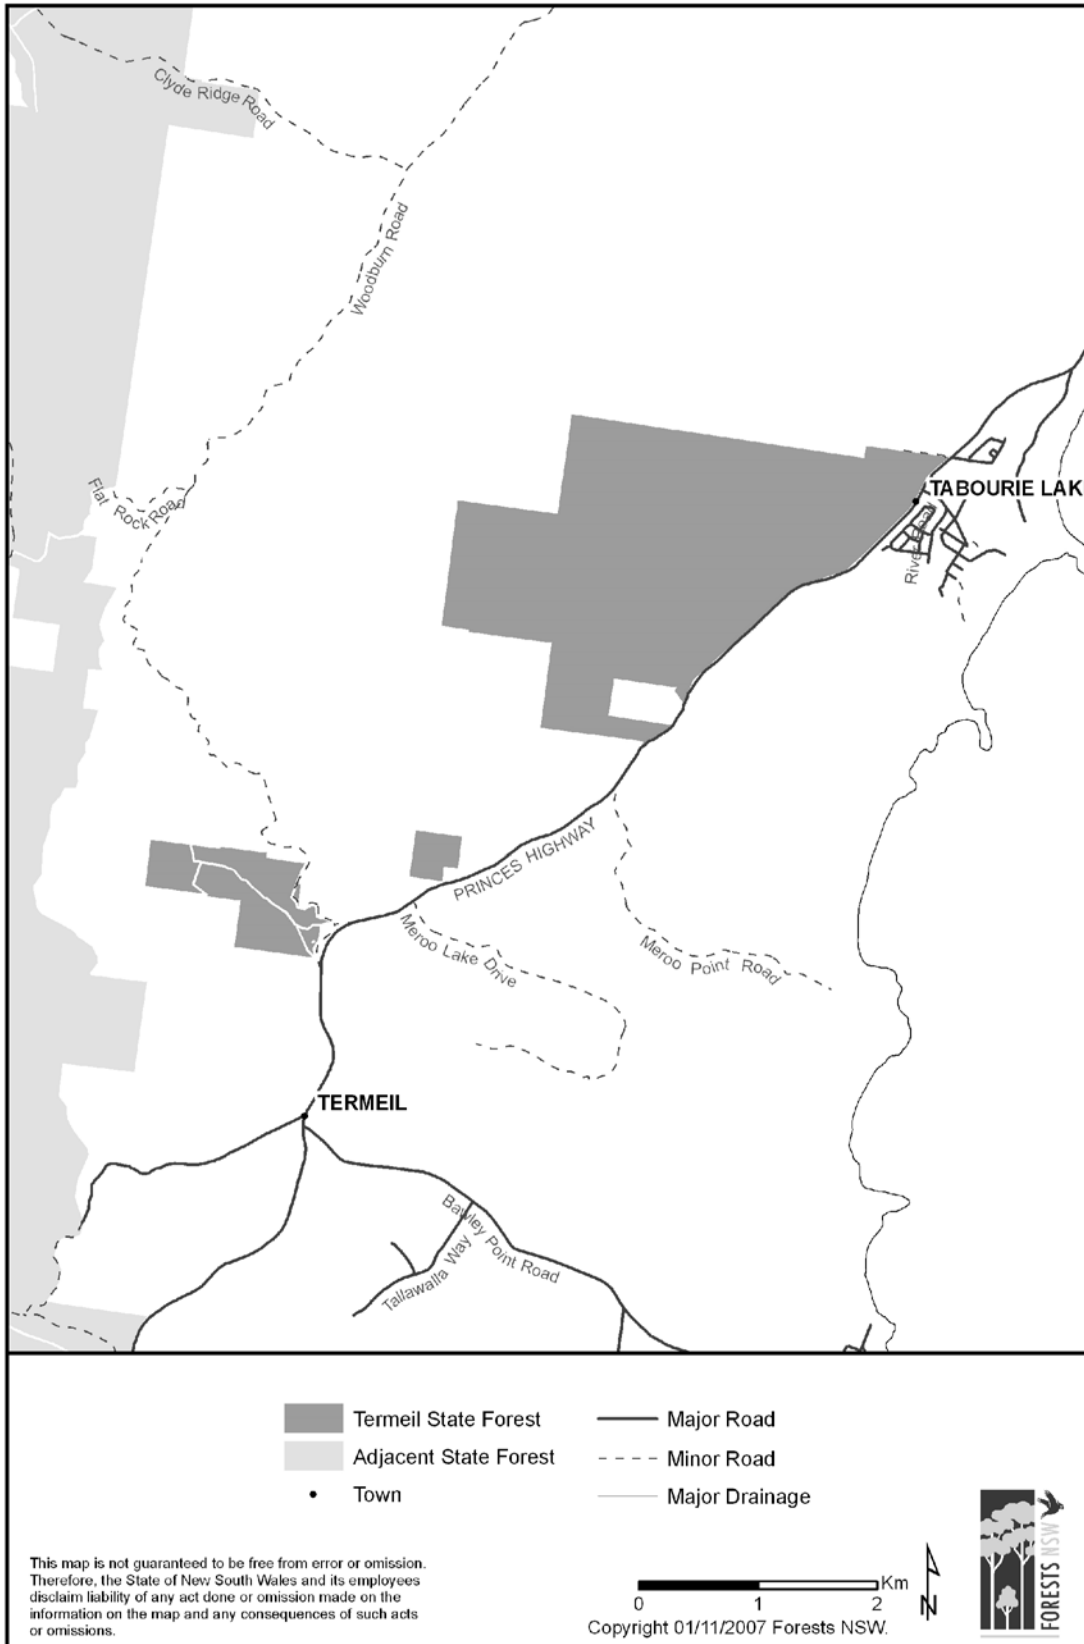 Clyde Ridge Road
Woodburn Road
Flat Rock Road
TABOURIE LAK
River Road
PRINCES HIGHWAY
Meroo Lake Drive
Meroo Point Road
TERMEIL
Bawley Point Road
Tallawalla Way
Termeil State Forest
Adjacent State Forest
Town
Major Road
Minor Road
Major Drainage
This map is not guaranteed to be free from error or omission.
Therefore, the State of New South Wales and its employees
disclaim liability of any act done or omission made on the
information on the map and any consequences of such acts
or omissions.
Km
0 1 2
N
Copyright 01/11/2007 Forests NSW.
FORESTS NSW